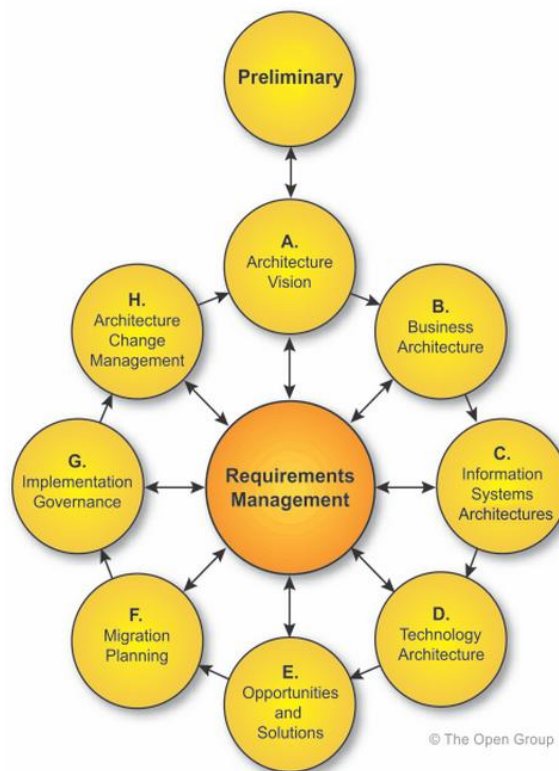 Preliminary
A.
Architecture
Vision
B.
Business
Architecture
C.
Information
Systems
Architectures
D.
Technology
Architecture
E.
Opportunities
and
Solutions
F.
Migration
Planning
G.
Implementation
Governance
H.
Architecture
Change
Management
Requirements
Management
© The Open Group